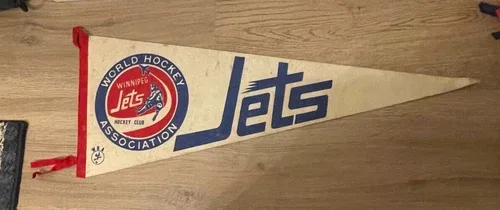 WORLD HOCKEY
WINNIPEG
Jets
HOCKEY CLUB
ASSOCIATION
Jets